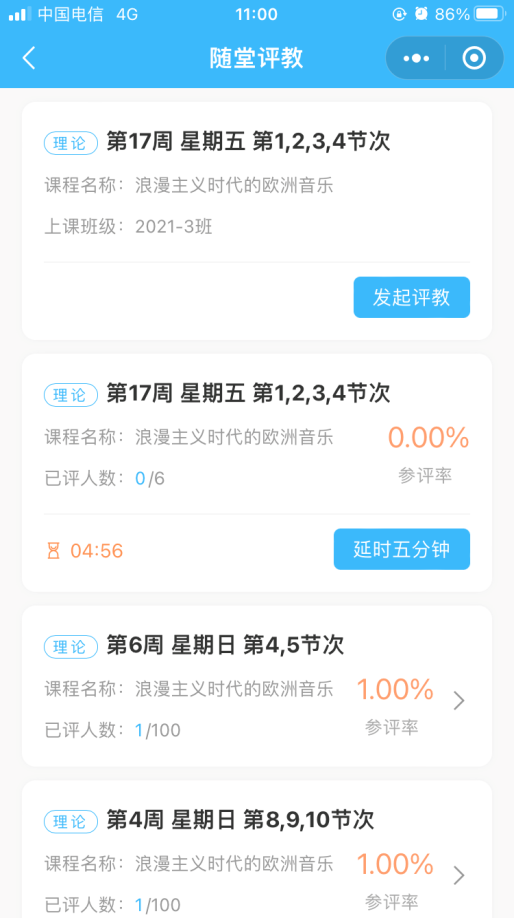 中国电信 4G 11:00 86%
随堂评教
理论 第17周 星期五 第1,2,3,4节次
课程名称：浪漫主义时代的欧洲音乐
上课班级：2021-3班
发起评教
理论 第17周 星期五 第1,2,3,4节次
课程名称：浪漫主义时代的欧洲音乐 0.00%
已评人数：0/6 参评率
04:56 延时五分钟
理论 第6周 星期日 第4,5节次
课程名称：浪漫主义时代的欧洲音乐 1.00%
已评人数：1/100 参评率
理论 第4周 星期日 第8,9,10节次
课程名称：浪漫主义时代的欧洲音乐 1.00%
已评人数：1/100 参评率